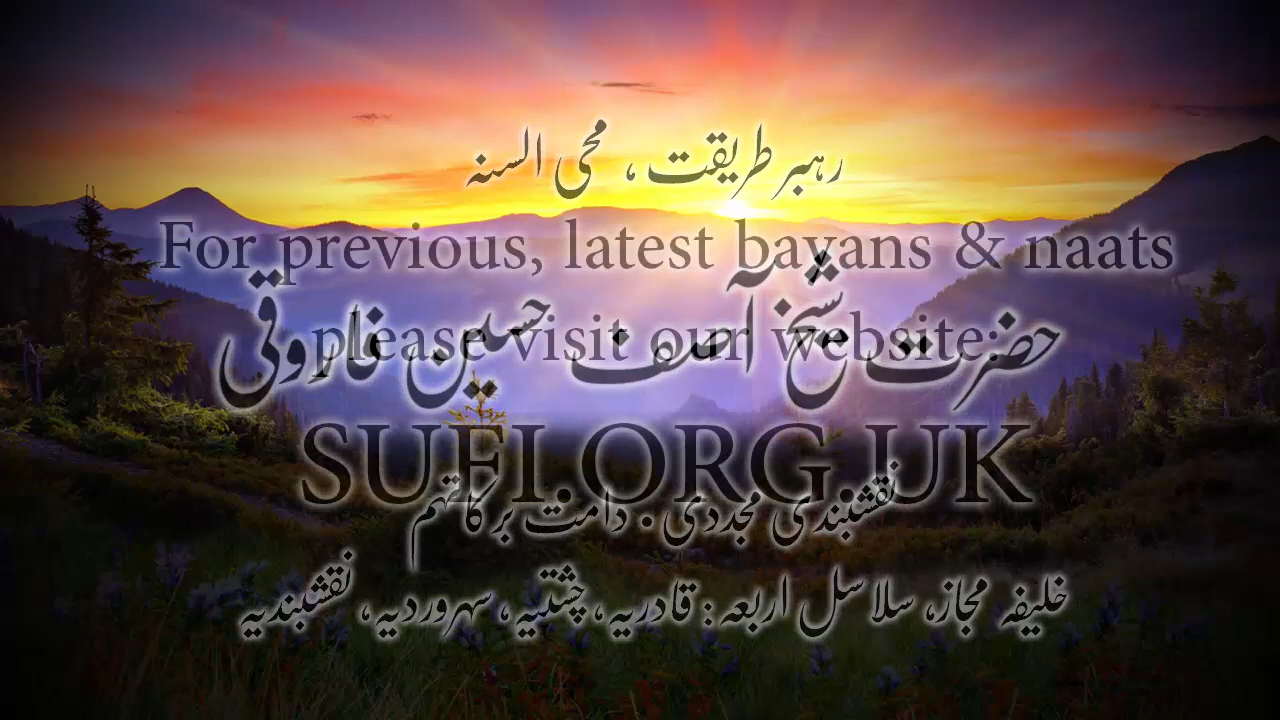 رہبر طریقت ، محی السنہ
For previous, latest bayans & naats
حضرت شیخ آصف حسین فاروقی
please visit our website:
SUFI.ORG.UK
نقشبندی مجددی . دامت برکاتہم
خلیفہ مجاز، سلاسل اربعہ : قادریہ، چشتیہ، سہروردیہ، نقشبندیہ